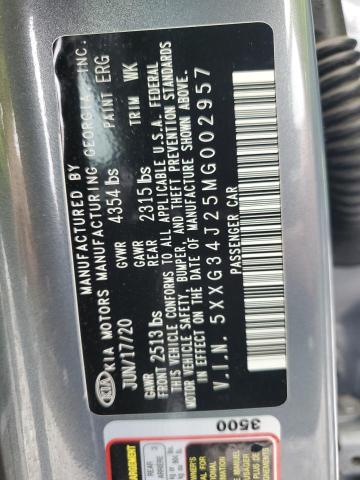 MANUFACTURED BY
KIA KIA MOTORS MANUFACTURING GEORGIA, INC.
JUN/17/20 PAINT ERG
GVWR 4354 lbs TRIM WK
GAWR FRONT 2513 lbs GAWR REAR 2315 lbs
THIS VEHICLE CONFORMS TO ALL APPLICABLE U.S.A. FEDERAL
MOTOR VEHICLE SAFETY, BUMPER, AND THEFT PREVENTION STANDARDS
IN EFFECT ON THE DATE OF MANUFACTURE SHOWN ABOVE.
V.I.N. 5XXG34J25MG002957
PASSENGER CAR
3500
REAR